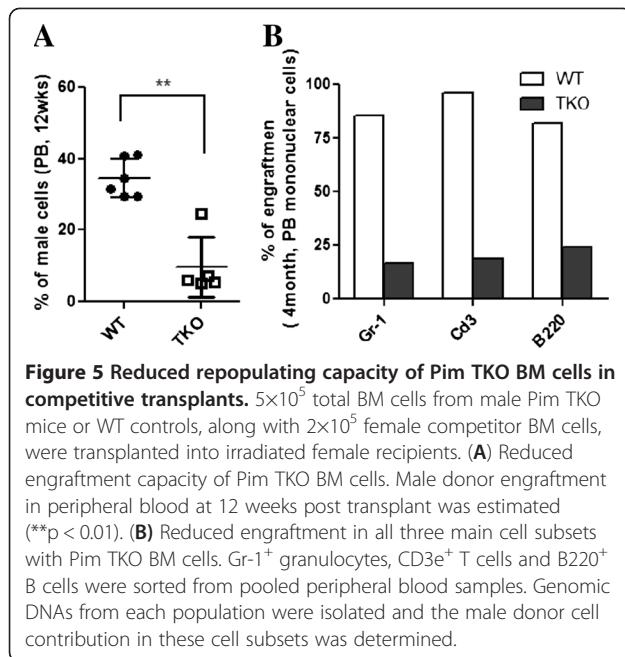 A
B
% of male cells (PB, 12wks)
60
40
20
0
**
WT
TKO
% of engraftmen
( 4month, PB mononuclear cells)
100
75
50
25
0
WT
TKO
Gr-1
Cd3
B220
Figure 5 Reduced repopulating capacity of Pim TKO BM cells in
competitive transplants. 5×10⁵ total BM cells from male Pim TKO
mice or WT controls, along with 2×10⁵ female competitor BM cells,
were transplanted into irradiated female recipients. (A) Reduced
engraftment capacity of Pim TKO BM cells. Male donor engraftment
in peripheral blood at 12 weeks post transplant was estimated
(**p < 0.01). (B) Reduced engraftment in all three main cell subsets
with Pim TKO BM cells. Gr-1⁺ granulocytes, CD3e⁺ T cells and B220⁺
B cells were sorted from pooled peripheral blood samples. Genomic
DNAs from each population were isolated and the male donor cell
contribution in these cell subsets was determined.